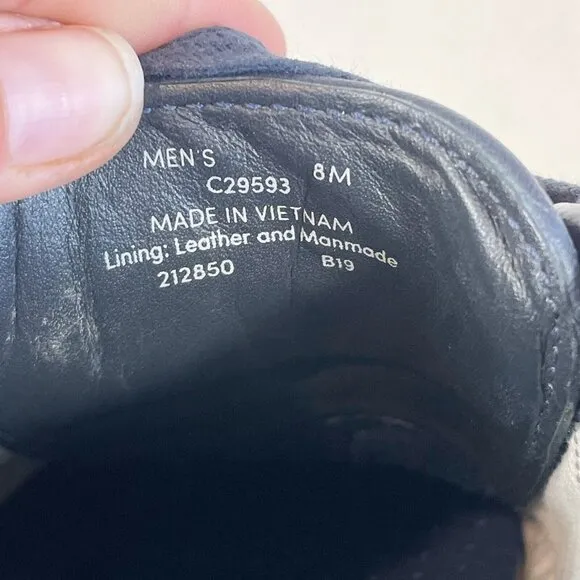 MEN'S 8M
C29593
MADE IN VIETNAM
Lining: Leather and Manmade
212850 B19